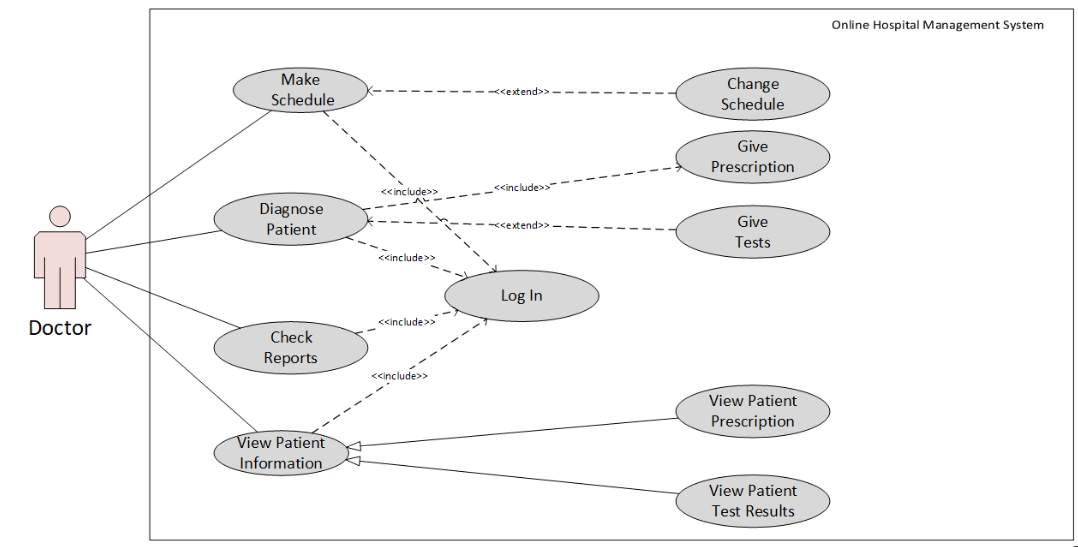 Online Hospital Management System
Make
Schedule
<<extend>>
Change
Schedule
Give
Prescription
<<include>>
<<include>>
Diagnose
Patient
<<extend>>
Give
Tests
<<include>>
Log In
Doctor
<<include>>
Check
Reports
<<include>>
View Patient
Prescription
View Patient
Information
View Patient
Test Results